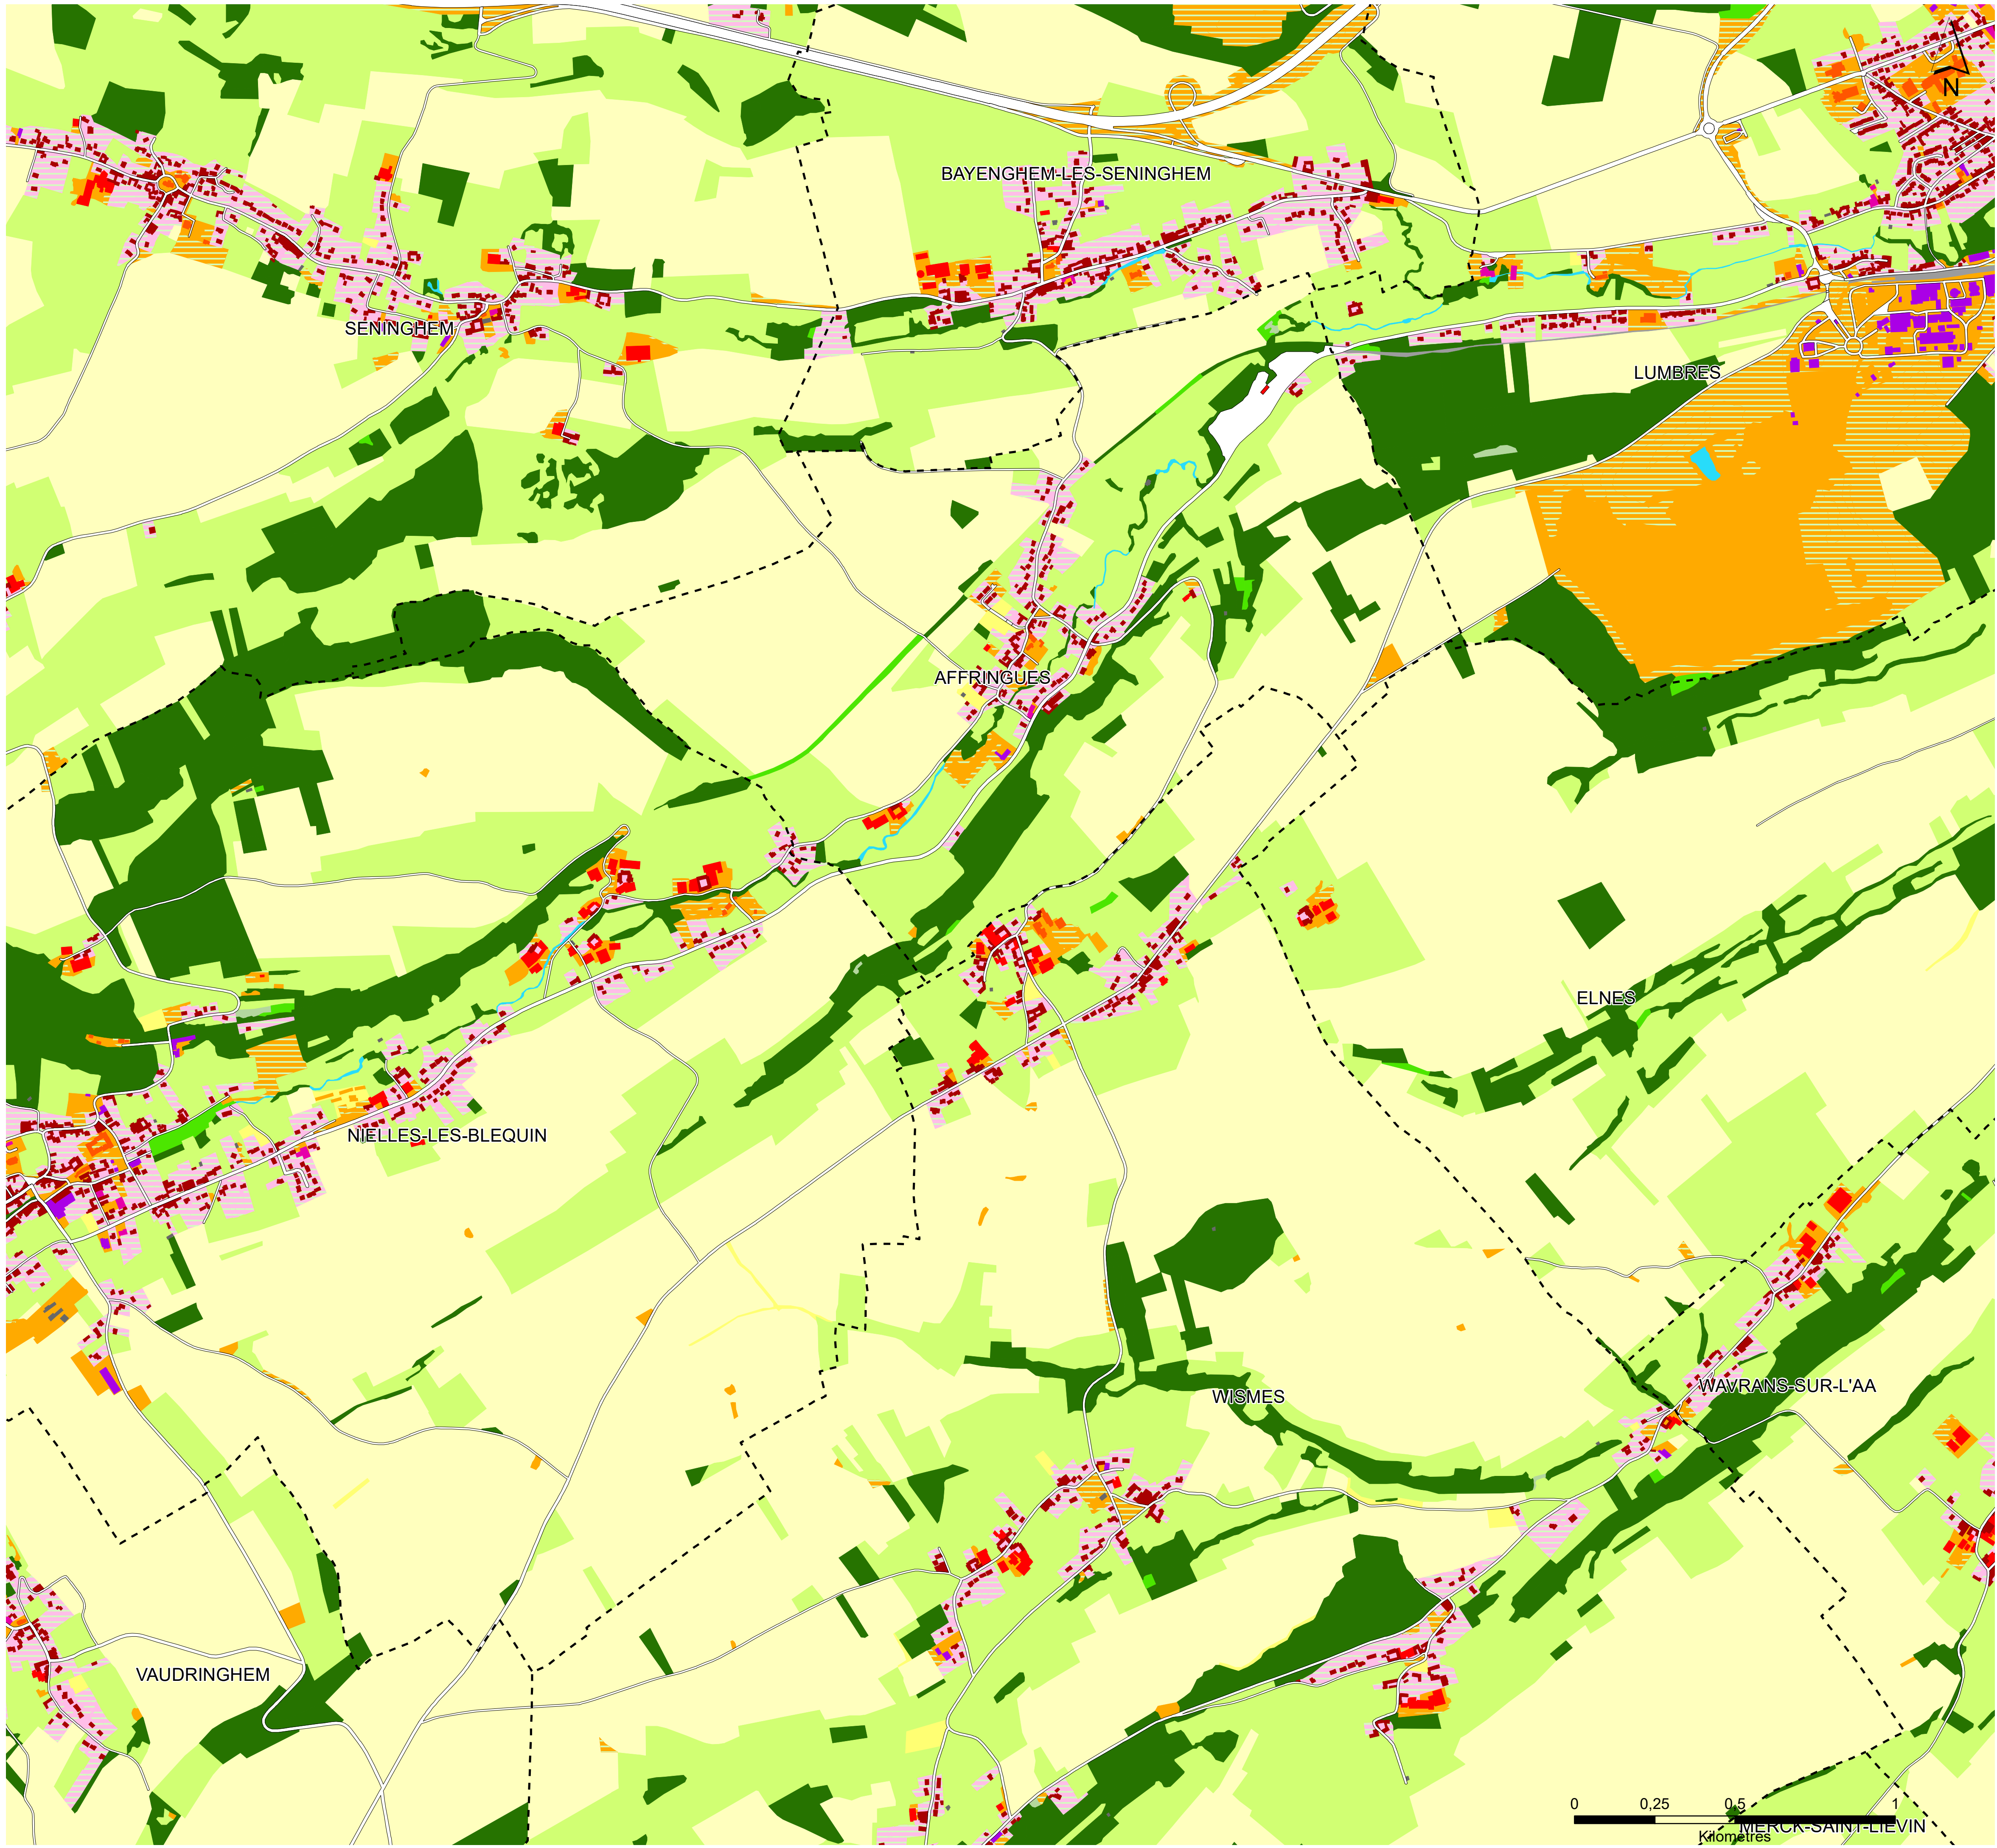 N
BAYENGHEM-LES-SENINGHEM
SENINGHEM
LUMBRES
AFFRINGUES
ELNES
NIELLES-LES-BLEQUIN
WAVRANS-SUR-L'AA
WISMES
VAUDRINGHEM
0 0,25 0,5 1
MERCK-SAINT-LIEVIN
Kilomètres